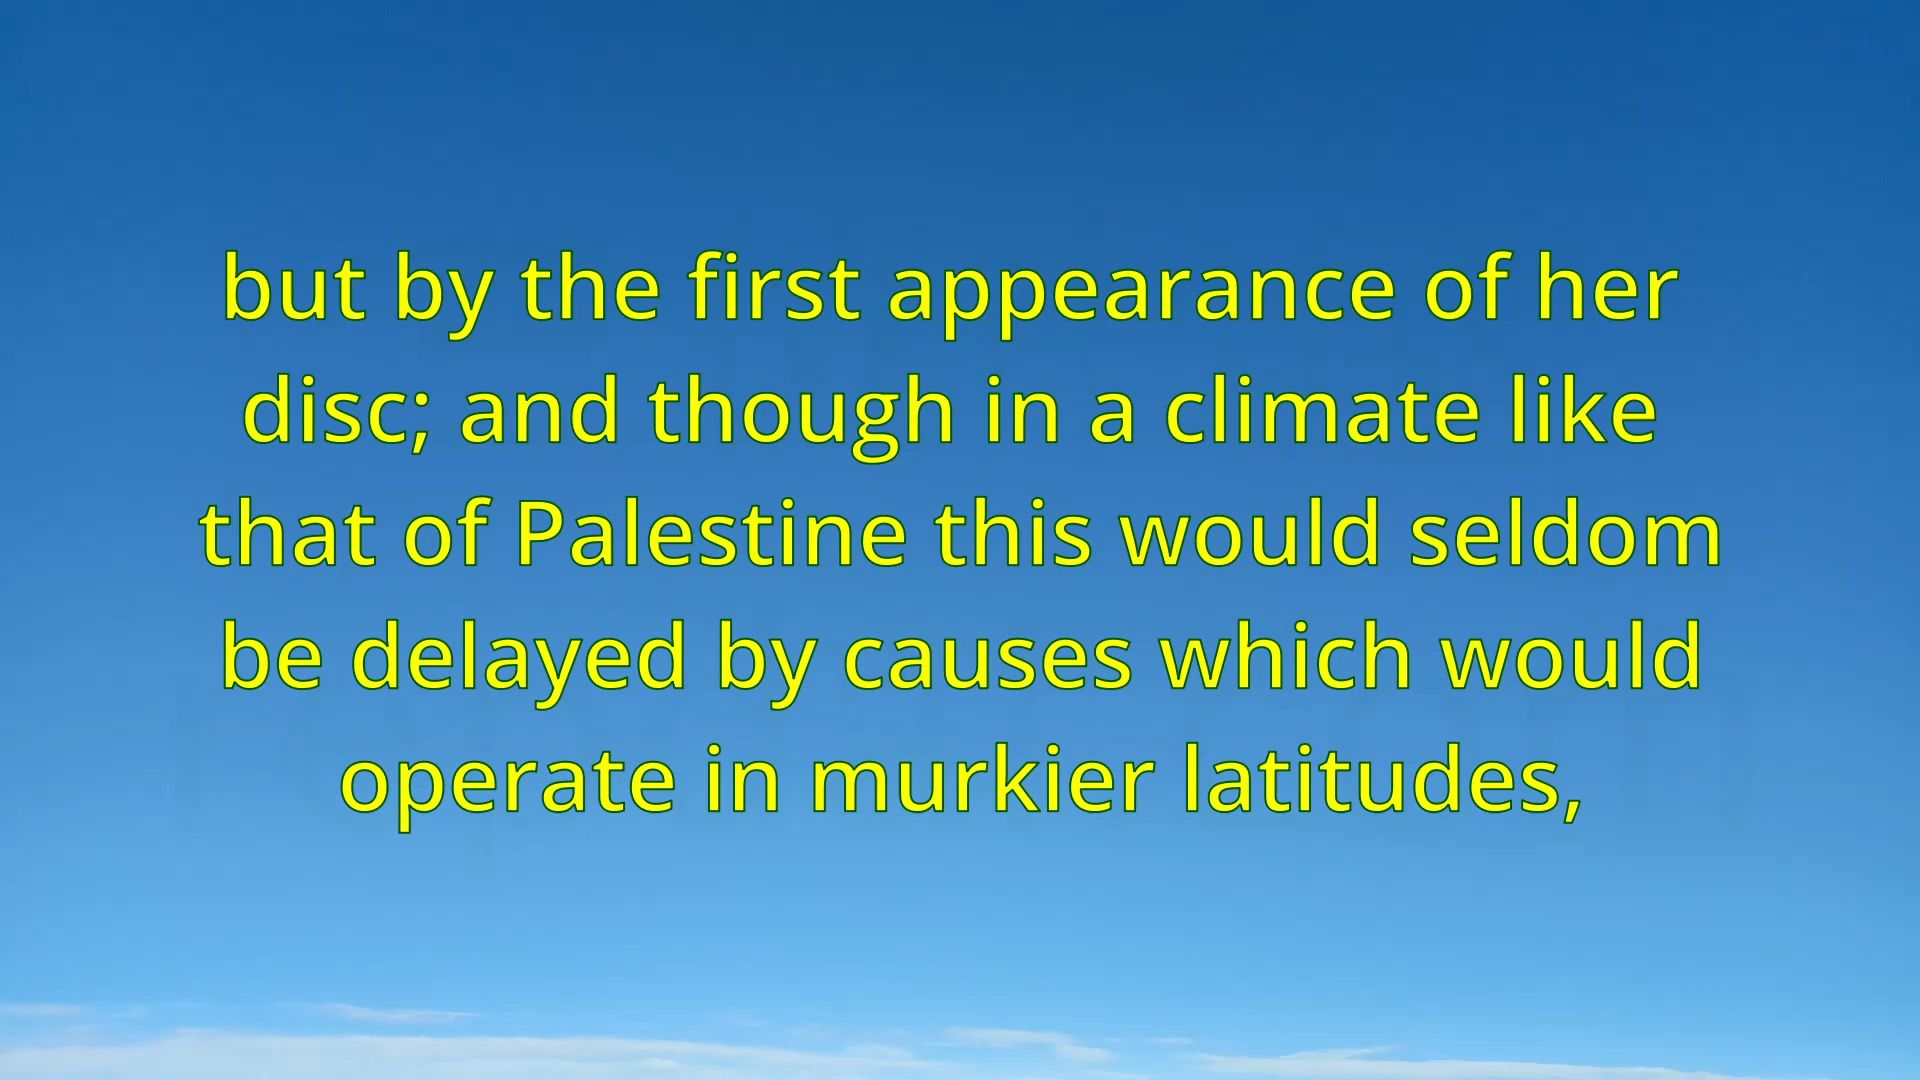 but by the first appearance of her
disc; and though in a climate like
that of Palestine this would seldom
be delayed by causes which would
operate in murkier latitudes,